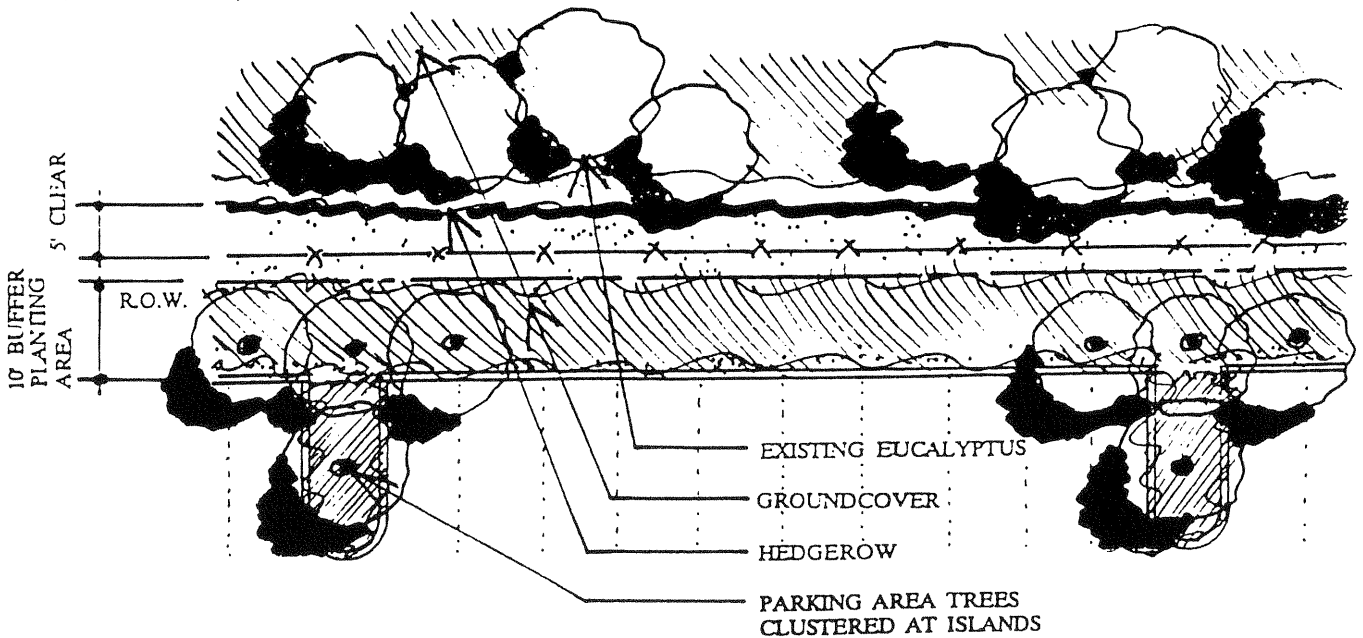 5' CLEAR
10' BUFFER
PLANTING
AREA
R.O.W.
EXISTING EUCALYPTUS
GROUNDCOVER
HEDGEROW
PARKING AREA TREES
CLUSTERED AT ISLANDS